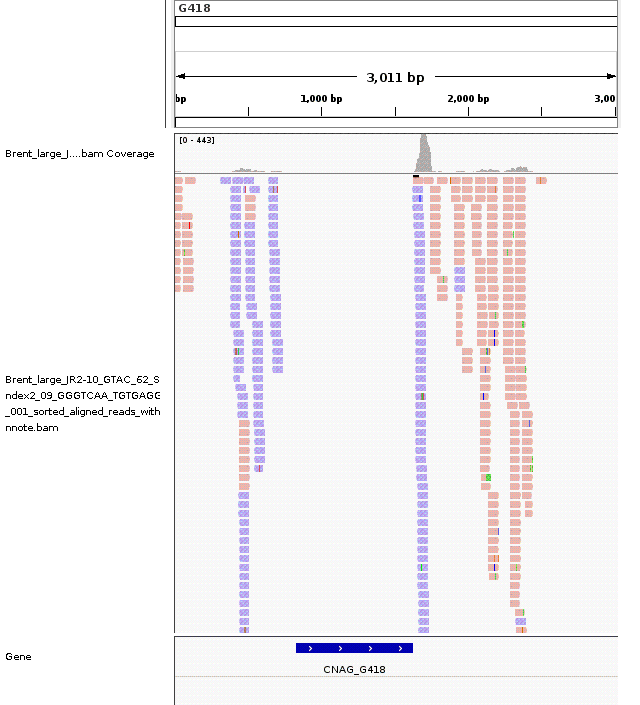 G418
3,011 bp
bp
1,000 bp
2,000 bp
3,00
[0 - 443]
Brent_large_J....bam Coverage
Brent_large_JR2-10_GTAC_62_S
ndex2_09_GGGTCAA_TGTGAGG
_001_sorted_aligned_reads_with
nnote.bam
Gene
CNAG_G418